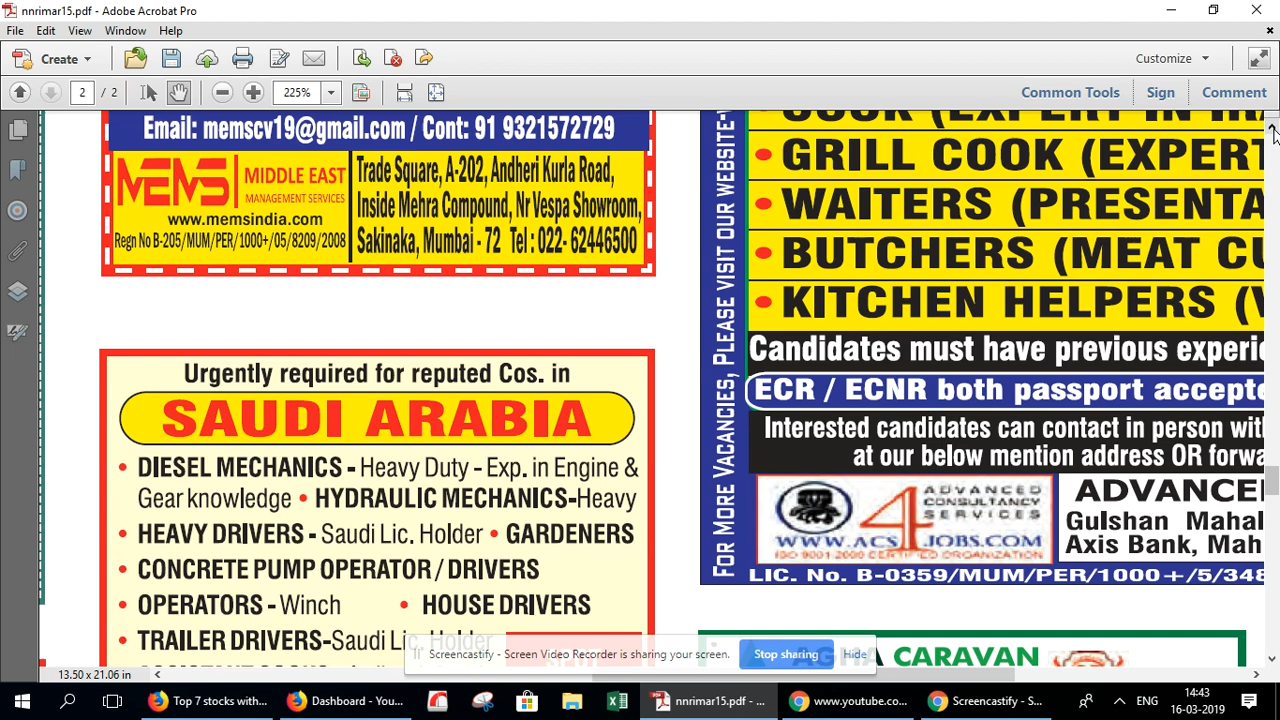 nnrimar15.pdf - Adobe Acrobat Pro
File Edit View Window Help
Create Customize
2 / 2 225% Common Tools Sign Comment
Email: memscv19@gmail.com / Cont: 91 9321572729
MEMS MIDDLE EAST
MANAGEMENT SERVICES
www.memsindia.com
Regn No B-205/MUM/PER/1000+/05/8209/2008
Trade Square, A-202, Andheri Kurla Road,
Inside Mehra Compound, Nr Vespa Showroom,
Sakinaka, Mumbai - 72 Tel : 022- 62446500
Urgently required for reputed Cos. in
SAUDI ARABIA
• DIESEL MECHANICS - Heavy Duty - Exp. in Engine &
Gear knowledge • HYDRAULIC MECHANICS-Heavy
• HEAVY DRIVERS - Saudi Lic. Holder • GARDENERS
• CONCRETE PUMP OPERATOR / DRIVERS
• OPERATORS - Winch • HOUSE DRIVERS
• TRAILER DRIVERS-Saudi Lic. Holder
FOR MORE VACANCIES, PLEASE VISIT OUR WEBSITE-
COOK (EXPERT IN
• GRILL COOK (EXPERT
• WAITERS (PRESENTA
• BUTCHERS (MEAT CU
• KITCHEN HELPERS (
Candidates must have previous experi
ECR / ECNR both passport accepte
Interested candidates can contact in person wit
at our below mention address OR forwa
4 ADVANCED
CONSULTANCY
SERVICES
WWW.ACS4JOBS.COM
ISO 9001:2000 CERTIFIED ORGANIZATION
ADVANCE
Gulshan Mahal
Axis Bank, Mah
LIC. No. B-0359/MUM/PER/1000+/5/348
AGHA CARAVAN
Screencastify - Screen Video Recorder is sharing your screen. Stop sharing Hide
13.50 x 21.06 in
Top 7 stocks with... Dashboard - You... nnrimar15.pdf - ... www.youtube.co... Screencastify - S... ENG 14:43
16-03-2019